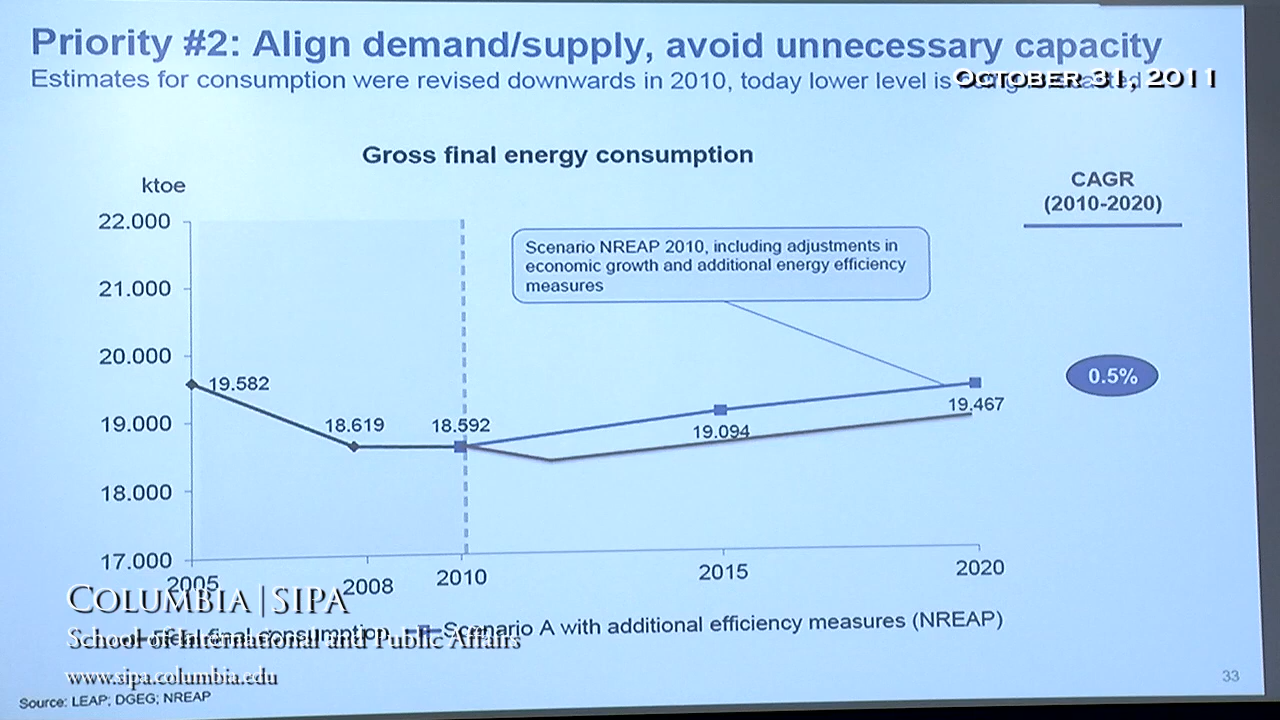 Priority #2: Align demand/supply, avoid unnecessary capacity
Estimates for consumption were revised downwards in 2010, today lower level is
OCTOBER 31, 2011
Gross final energy consumption
ktoe
CAGR
(2010-2020)
22.000
21.000
20.000
19.000
18.000
17.000
Scenario NREAP 2010, including adjustments in
economic growth and additional energy efficiency
measures
0.5%
19.582
18.619
18.592
19.094
19.467
2005
2008
2010
2015
2020
COLUMBIA | SIPA
School of International and Public Affairs
www.sipa.columbia.edu
final consumption
Scenario A with additional efficiency measures (NREAP)
Source: LEAP; DGEG; NREAP
33